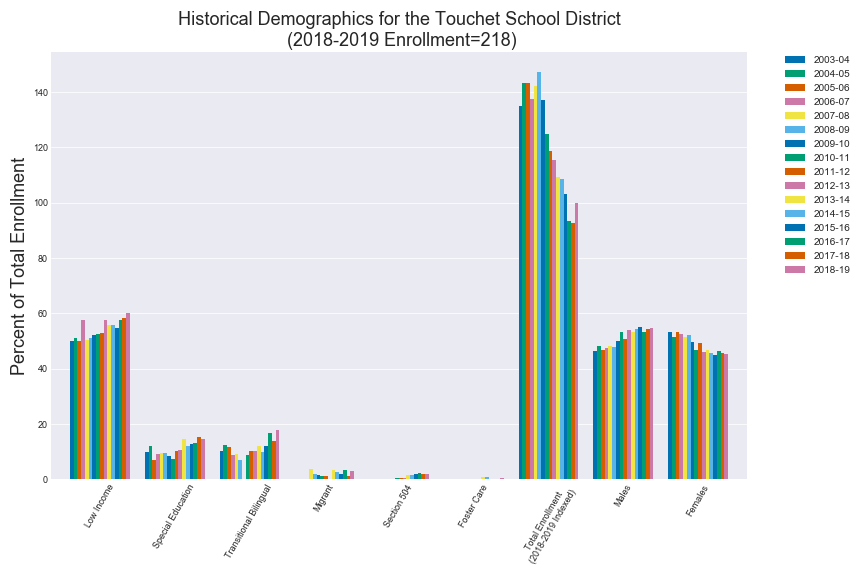 Historical Demographics for the Touchet School District
(2018-2019 Enrollment=218)
Percent of Total Enrollment
140
120
100
80
60
40
20
0
Low Income
Special Education
Transitional Bilingual
Migrant
Section 504
Foster Care
Total Enrollment
(2018-2019 Indexed)
Males
Females
2003-04
2004-05
2005-06
2006-07
2007-08
2008-09
2009-10
2010-11
2011-12
2012-13
2013-14
2014-15
2015-16
2016-17
2017-18
2018-19